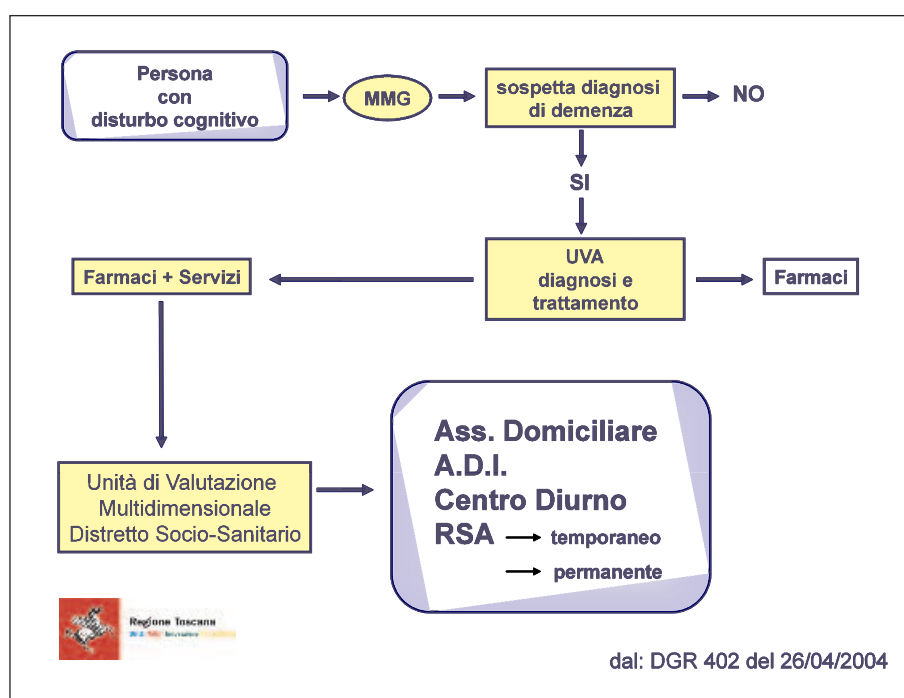 Persona
con
disturbo cognitivo
MMG
sospetta diagnosi
di demenza
NO
SI
UVA
diagnosi e
trattamento
Farmaci
Farmaci + Servizi
Unità di Valutazione
Multidimensionale
Distretto Socio-Sanitario
Ass. Domiciliare
A.D.I.
Centro Diurno
RSA temporaneo
permanente
Regione Toscana
dal: DGR 402 del 26/04/2004